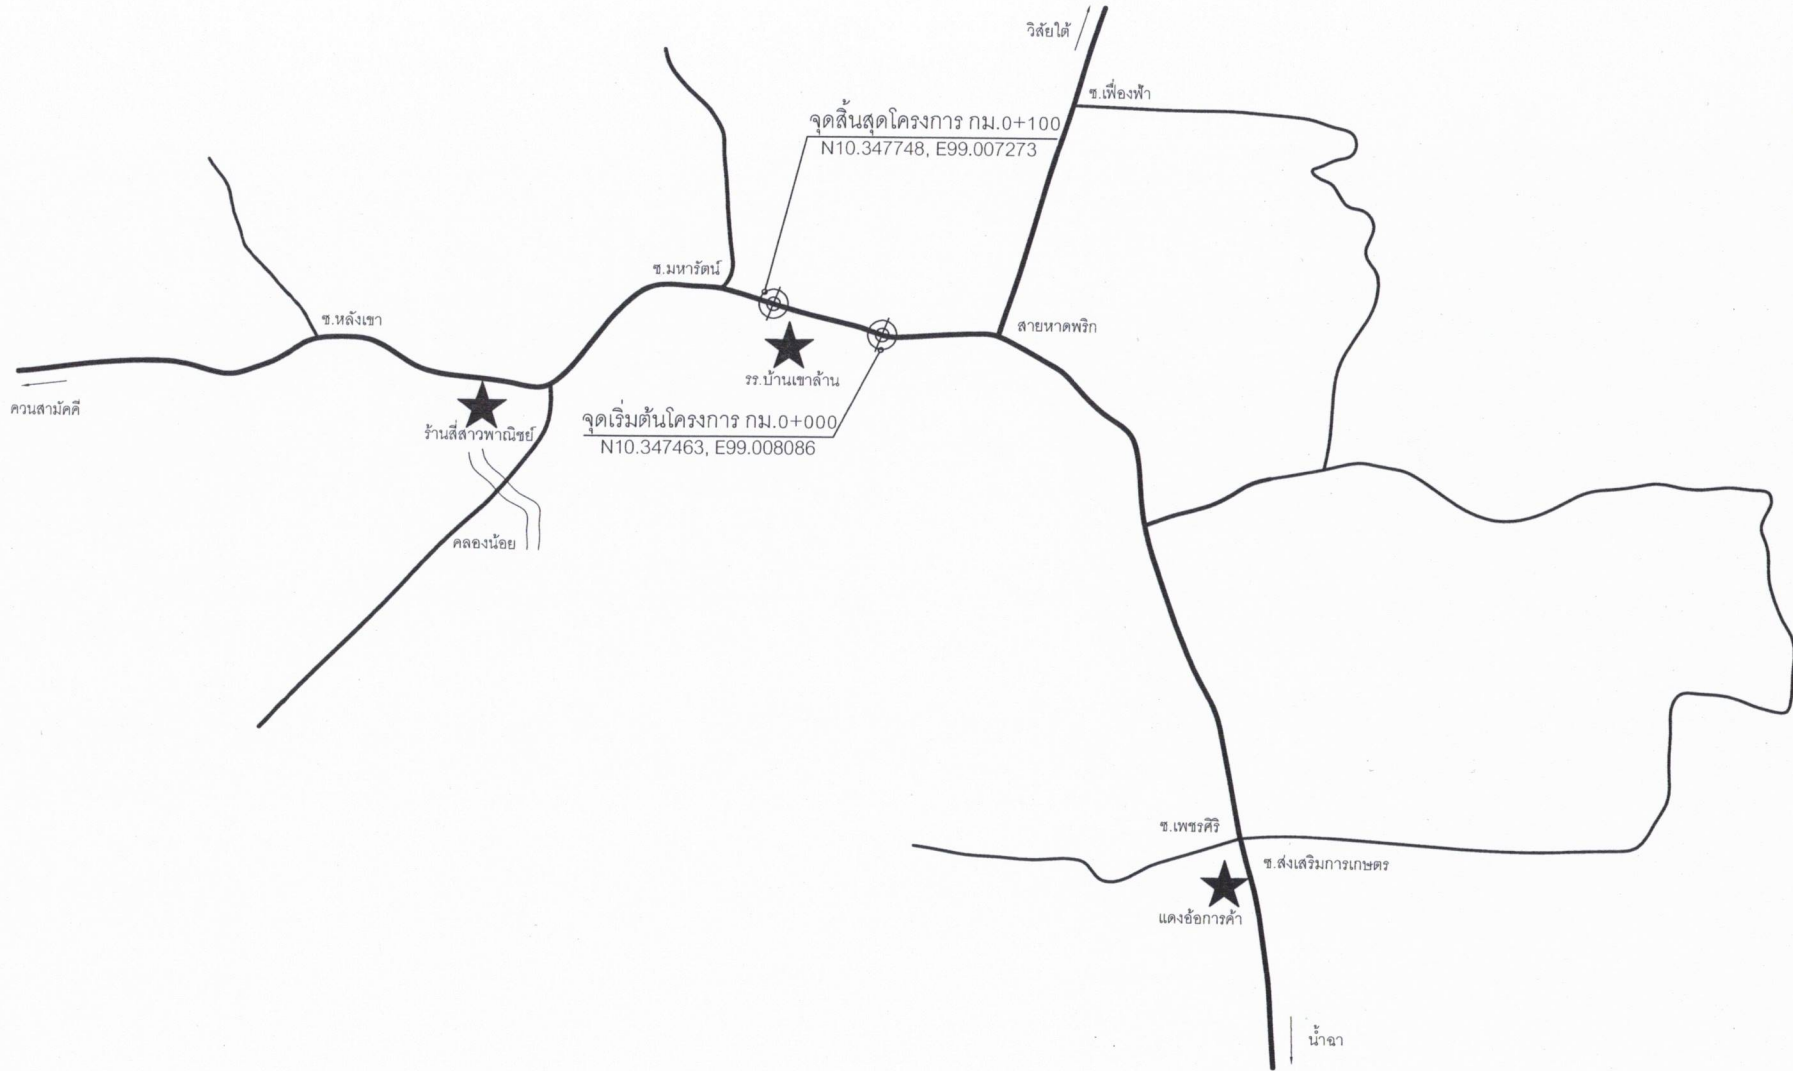 วิสัยใต้
ซ.เฟื่องฟ้า
จุดสิ้นสุดโครงการ กม.0+100
N10.347748, E99.007273
ซ.มหารัตน์
ซ.หลังเขา
สายหาดพริก
รร.บ้านเขาล้าน
ควนสามัคคี
จุดเริ่มต้นโครงการ กม.0+000
N10.347463, E99.008086
ร้านสี่สาวพาณิชย์
คลองน้อย
ซ.เพชรศิริ
ซ.ส่งเสริมการเกษตร
แดงอ้อการค้า
น้ำฉา